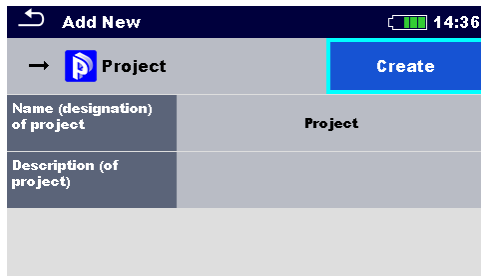 Add New
14:36
→ Project
Create
Name (designation)
of project
Project
Description (of
project)